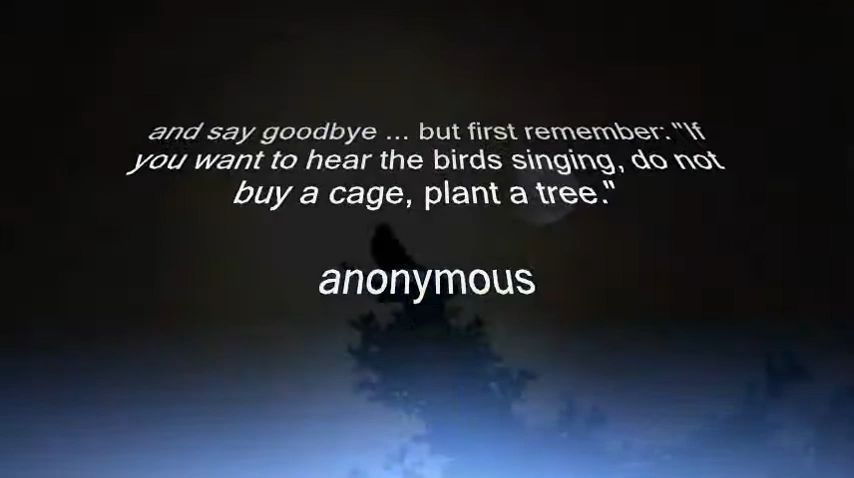 and say goodbye ... but first remember: "If
you want to hear the birds singing, do not
buy a cage, plant a tree."
anonymous